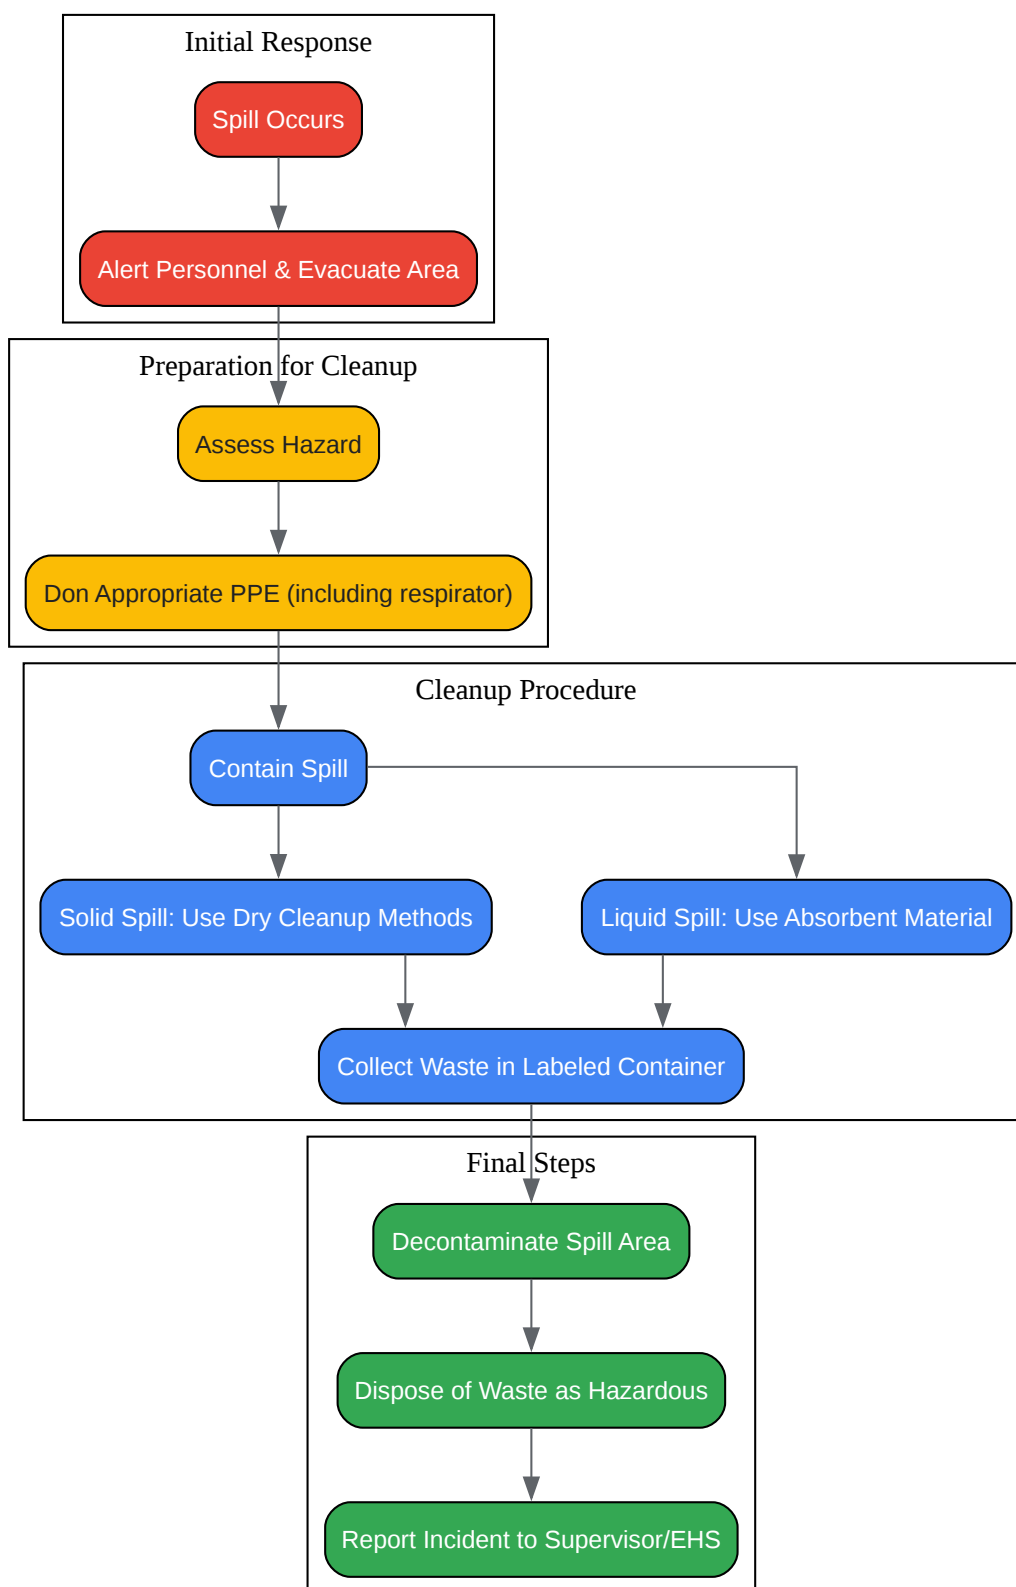 Initial Response
Spill Occurs
Alert Personnel & Evacuate Area
Preparation for Cleanup
Assess Hazard
Don Appropriate PPE (including respirator)
Cleanup Procedure
Contain Spill
Solid Spill: Use Dry Cleanup Methods
Liquid Spill: Use Absorbent Material
Collect Waste in Labeled Container
Final Steps
Decontaminate Spill Area
Dispose of Waste as Hazardous
Report Incident to Supervisor/EHS